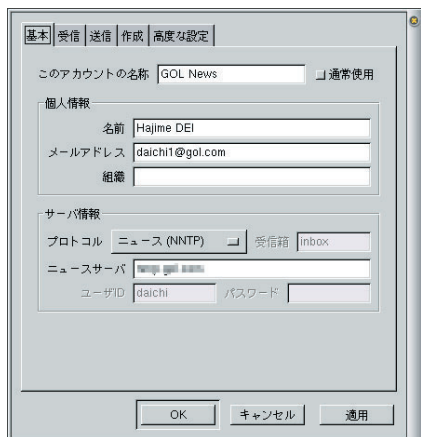 基本 受信 送信 作成 高度な設定
このアカウントの名称 GOL News 通常使用
個人情報
名前 Hajime DEI
メールアドレス daichi1@gol.com
組織
サーバ情報
プロトコル ニュース (NNTP) 受信箱 inbox
ニュースサーバ
ユーザID daichi パスワード
OK キャンセル 適用